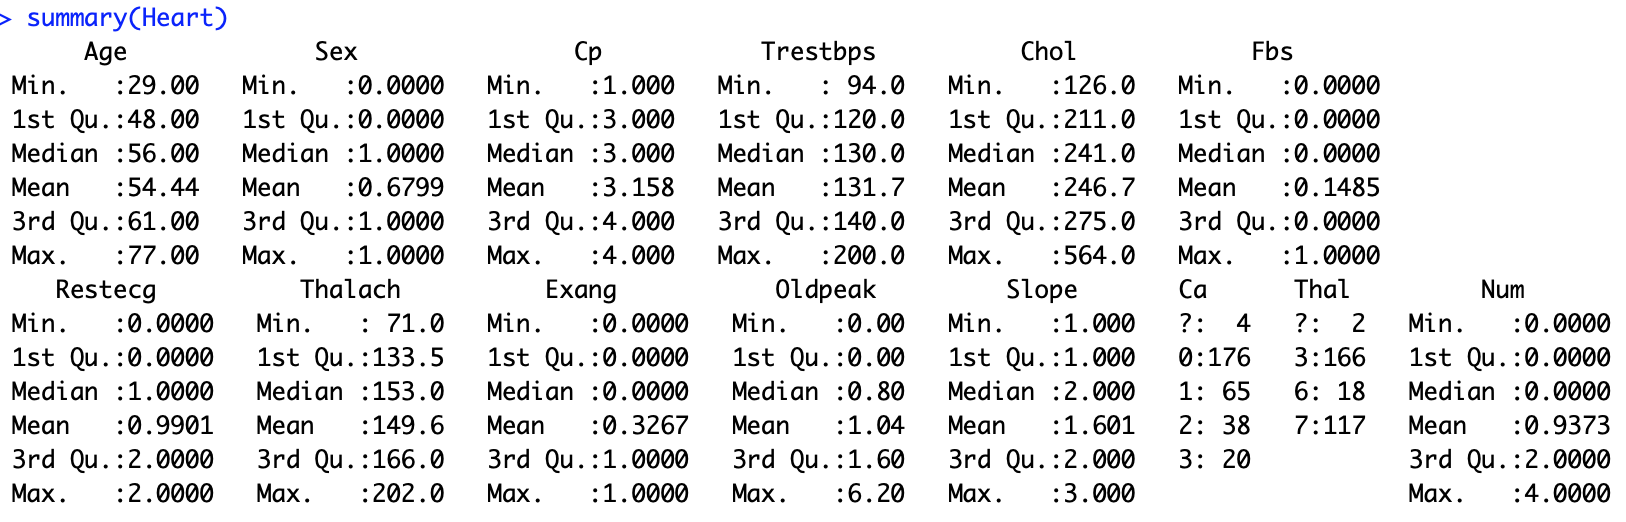 > summary(Heart)
      Age             Sex              Cp           Trestbps          Chol            Fbs
 Min.   :29.00   Min.   :0.0000   Min.   :1.000   Min.   : 94.0   Min.   :126.0   Min.   :0.0000
 1st Qu.:48.00   1st Qu.:0.0000   1st Qu.:3.000   1st Qu.:120.0   1st Qu.:211.0   1st Qu.:0.0000
 Median :56.00   Median :1.0000   Median :3.000   Median :130.0   Median :241.0   Median :0.0000
 Mean   :54.44   Mean   :0.6799   Mean   :3.158   Mean   :131.7   Mean   :246.7   Mean   :0.1485
 3rd Qu.:61.00   3rd Qu.:1.0000   3rd Qu.:4.000   3rd Qu.:140.0   3rd Qu.:275.0   3rd Qu.:0.0000
 Max.   :77.00   Max.   :1.0000   Max.   :4.000   Max.   :200.0   Max.   :564.0   Max.   :1.0000
    Restecg          Thalach          Exang           Oldpeak         Slope       Ca      Thal         Num
 Min.   :0.0000   Min.   : 71.0   Min.   :0.0000   Min.   :0.00   Min.   :1.000   ?:  4   ?:  2   Min.   :0.0000
 1st Qu.:0.0000   1st Qu.:133.5   1st Qu.:0.0000   1st Qu.:0.00   1st Qu.:1.000   0:176   3:166   1st Qu.:0.0000
 Median :1.0000   Median :153.0   Median :0.0000   Median :0.80   Median :2.000   1: 65   6: 18   Median :0.0000
 Mean   :0.9901   Mean   :149.6   Mean   :0.3267   Mean   :1.04   Mean   :1.601   2: 38   7:117   Mean   :0.9373
 3rd Qu.:2.0000   3rd Qu.:166.0   3rd Qu.:1.0000   3rd Qu.:1.60   3rd Qu.:2.000   3: 20           3rd Qu.:2.0000
 Max.   :2.0000   Max.   :202.0   Max.   :1.0000   Max.   :6.20   Max.   :3.000                   Max.   :4.0000